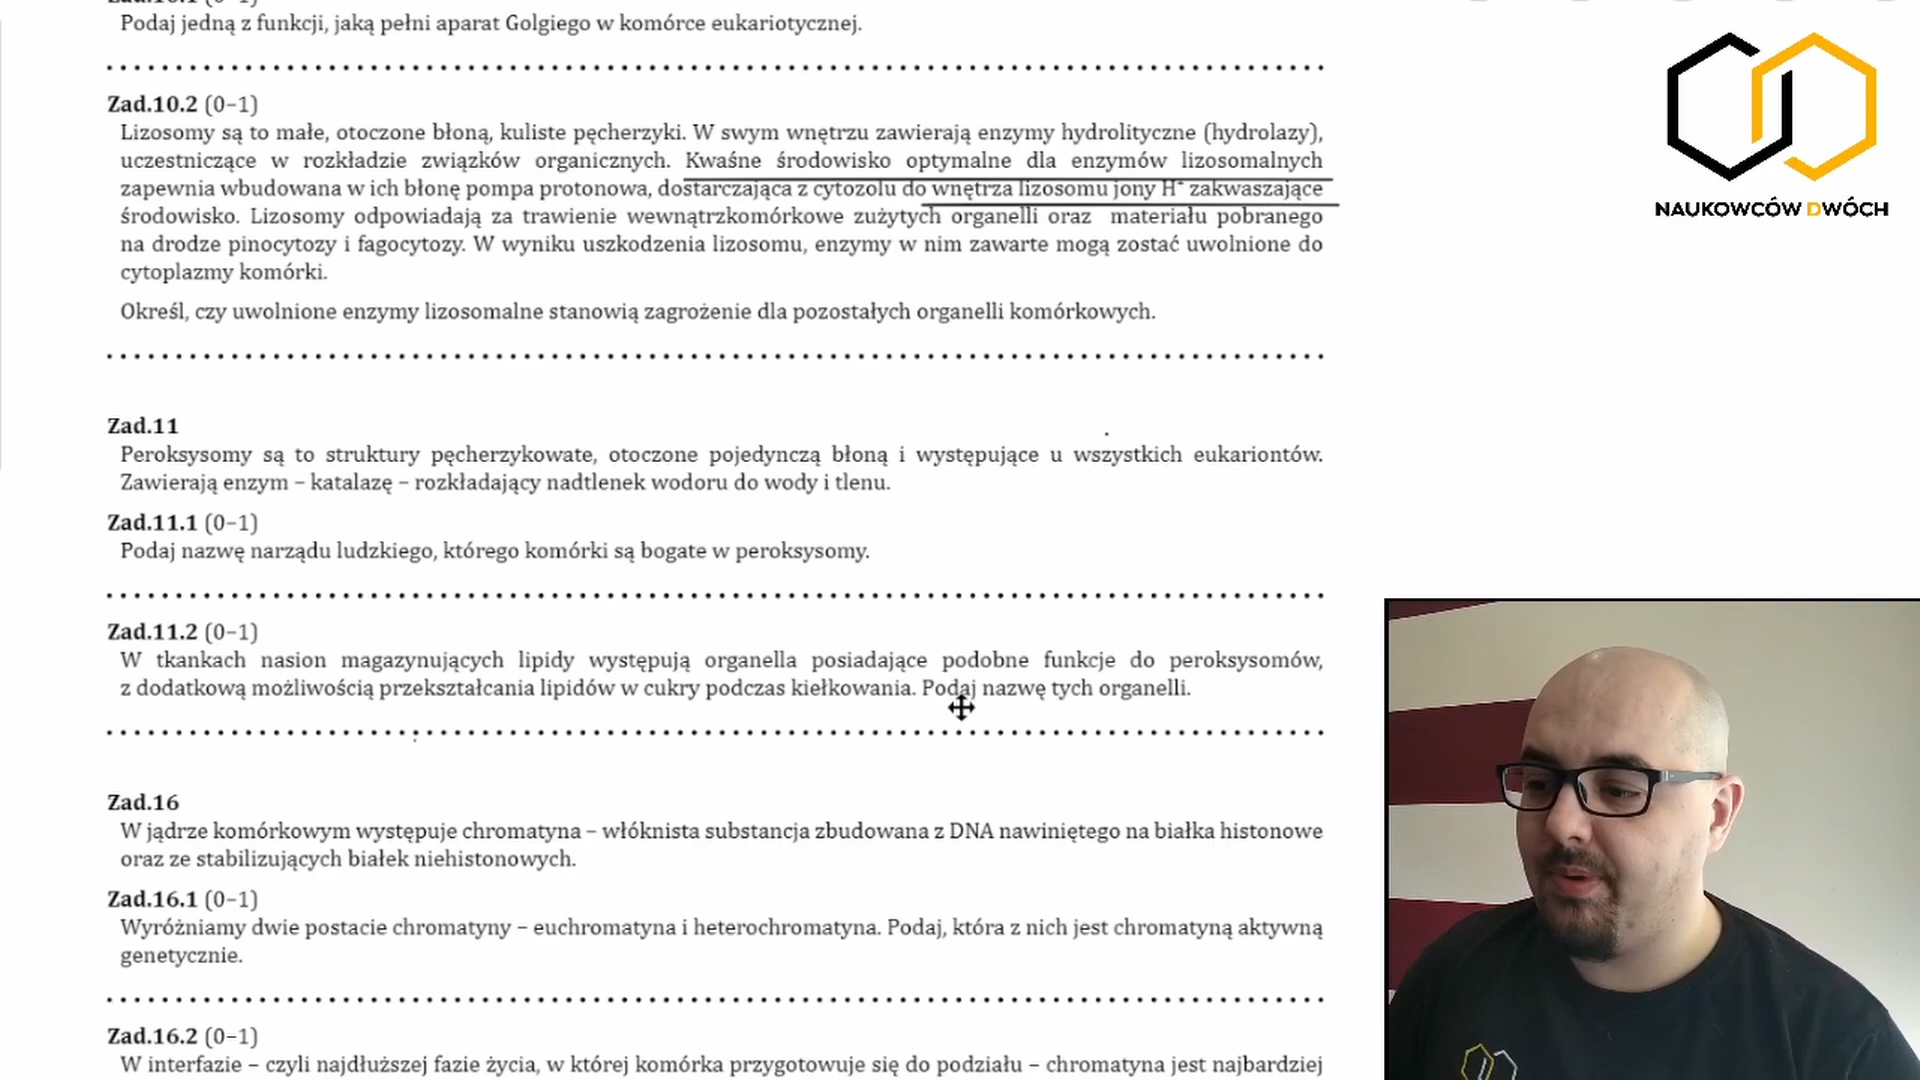 Podaj jedną z funkcji, jaką pełni aparat Golgiego w komórce eukariotycznej.
Zad.10.2 (0–1)
Lizosomy są to małe, otoczone błoną, kuliste pęcherzyki. W swym wnętrzu zawierają enzymy hydrolityczne (hydrolazy),
uczestniczące w rozkładzie związków organicznych. Kwaśne środowisko optymalne dla enzymów lizosomalnych
zapewnia wbudowana w ich błonę pompa protonowa, dostarczająca z cytozolu do wnętrza lizosomu jony H⁺ zakwaszające
środowisko. Lizosomy odpowiadają za trawienie wewnątrzkomórkowe zużytych organelli oraz materiału pobranego
na drodze pinocytozy i fagocytozy. W wyniku uszkodzenia lizosomu, enzymy w nim zawarte mogą zostać uwolnione do
cytoplazmy komórki.
Określ, czy uwolnione enzymy lizosomalne stanowią zagrożenie dla pozostałych organelli komórkowych.
Zad.11
Peroksysomy są to struktury pęcherzykowate, otoczone pojedynczą błoną i występujące u wszystkich eukariontów.
Zawierają enzym – katalazę – rozkładający nadtlenek wodoru do wody i tlenu.
Zad.11.1 (0–1)
Podaj nazwę narządu ludzkiego, którego komórki są bogate w peroksysomy.
Zad.11.2 (0–1)
W tkankach nasion magazynujących lipidy występują organella posiadające podobne funkcje do peroksysomów,
z dodatkową możliwością przekształcania lipidów w cukry podczas kiełkowania. Podaj nazwę tych organelli.
Zad.16
W jądrze komórkowym występuje chromatyna – włóknista substancja zbudowana z DNA nawiniętego na białka histonowe
oraz ze stabilizujących białek niehistonowych.
Zad.16.1 (0–1)
Wyróżniamy dwie postacie chromatyny – euchromatyna i heterochromatyna. Podaj, która z nich jest chromatyną aktywną
genetycznie.
Zad.16.2 (0–1)
W interfazie – czyli najdłuższej fazie życia, w której komórka przygotowuje się do podziału – chromatyna jest najbardziej
NAUKOWCÓW DWÓCH